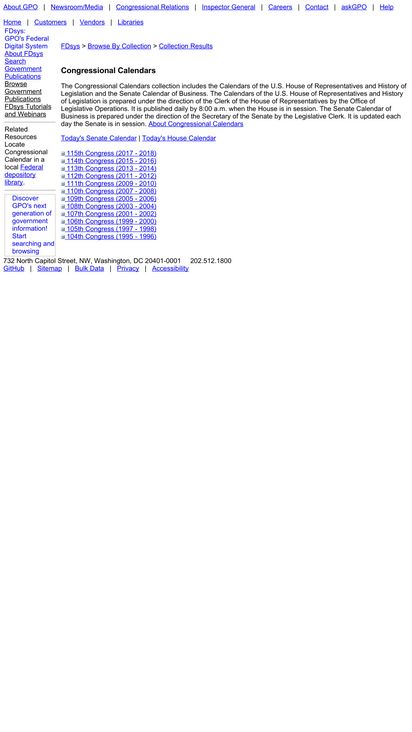 About GPO | Newsroom/Media | Congressional Relations | Inspector General | Careers | Contact | askGPO | Help
Home | Customers | Vendors | Libraries
FDsys:
GPO's Federal
Digital System
About FDsys
Search
Government
Publications
Browse
Government
Publications
FDsys Tutorials
and Webinars
Related
Resources
Locate
Congressional
Calendar in a
local Federal
depository
library.
Discover
GPO's next
generation of
government
information!
Start
searching and
browsing
FDsys > Browse By Collection > Collection Results
Congressional Calendars
The Congressional Calendars collection includes the Calendars of the U.S. House of Representatives and History of
Legislation and the Senate Calendar of Business. The Calendars of the U.S. House of Representatives and History
of Legislation is prepared under the direction of the Clerk of the House of Representatives by the Office of
Legislative Operations. It is published daily by 8:00 a.m. when the House is in session. The Senate Calendar of
Business is prepared under the direction of the Secretary of the Senate by the Legislative Clerk. It is updated each
day the Senate is in session. About Congressional Calendars
Today's Senate Calendar | Today's House Calendar
115th Congress (2017 - 2018)
114th Congress (2015 - 2016)
113th Congress (2013 - 2014)
112th Congress (2011 - 2012)
111th Congress (2009 - 2010)
110th Congress (2007 - 2008)
109th Congress (2005 - 2006)
108th Congress (2003 - 2004)
107th Congress (2001 - 2002)
106th Congress (1999 - 2000)
105th Congress (1997 - 1998)
104th Congress (1995 - 1996)
732 North Capitol Street, NW, Washington, DC 20401-0001 202.512.1800
GitHub | Sitemap | Bulk Data | Privacy | Accessibility